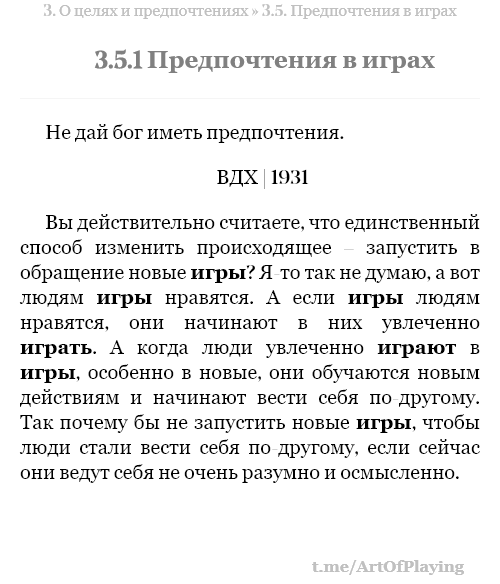 3. О целях и предпочтениях » 3.5. Предпочтения в играх
3.5.1 Предпочтения в играх
Не дай бог иметь предпочтения.
ВДХ | 1931
Вы действительно считаете, что единственный
способ изменить происходящее – запустить в
обращение новые игры? Я-то так не думаю, а вот
людям игры нравятся. А если игры людям
нравятся, они начинают в них увлеченно
играть. А когда люди увлеченно играют в
игры, особенно в новые, они обучаются новым
действиям и начинают вести себя по-другому.
Так почему бы не запустить новые игры, чтобы
люди стали вести себя по-другому, если сейчас
они ведут себя не очень разумно и осмысленно.
t.me/ArtOfPlaying